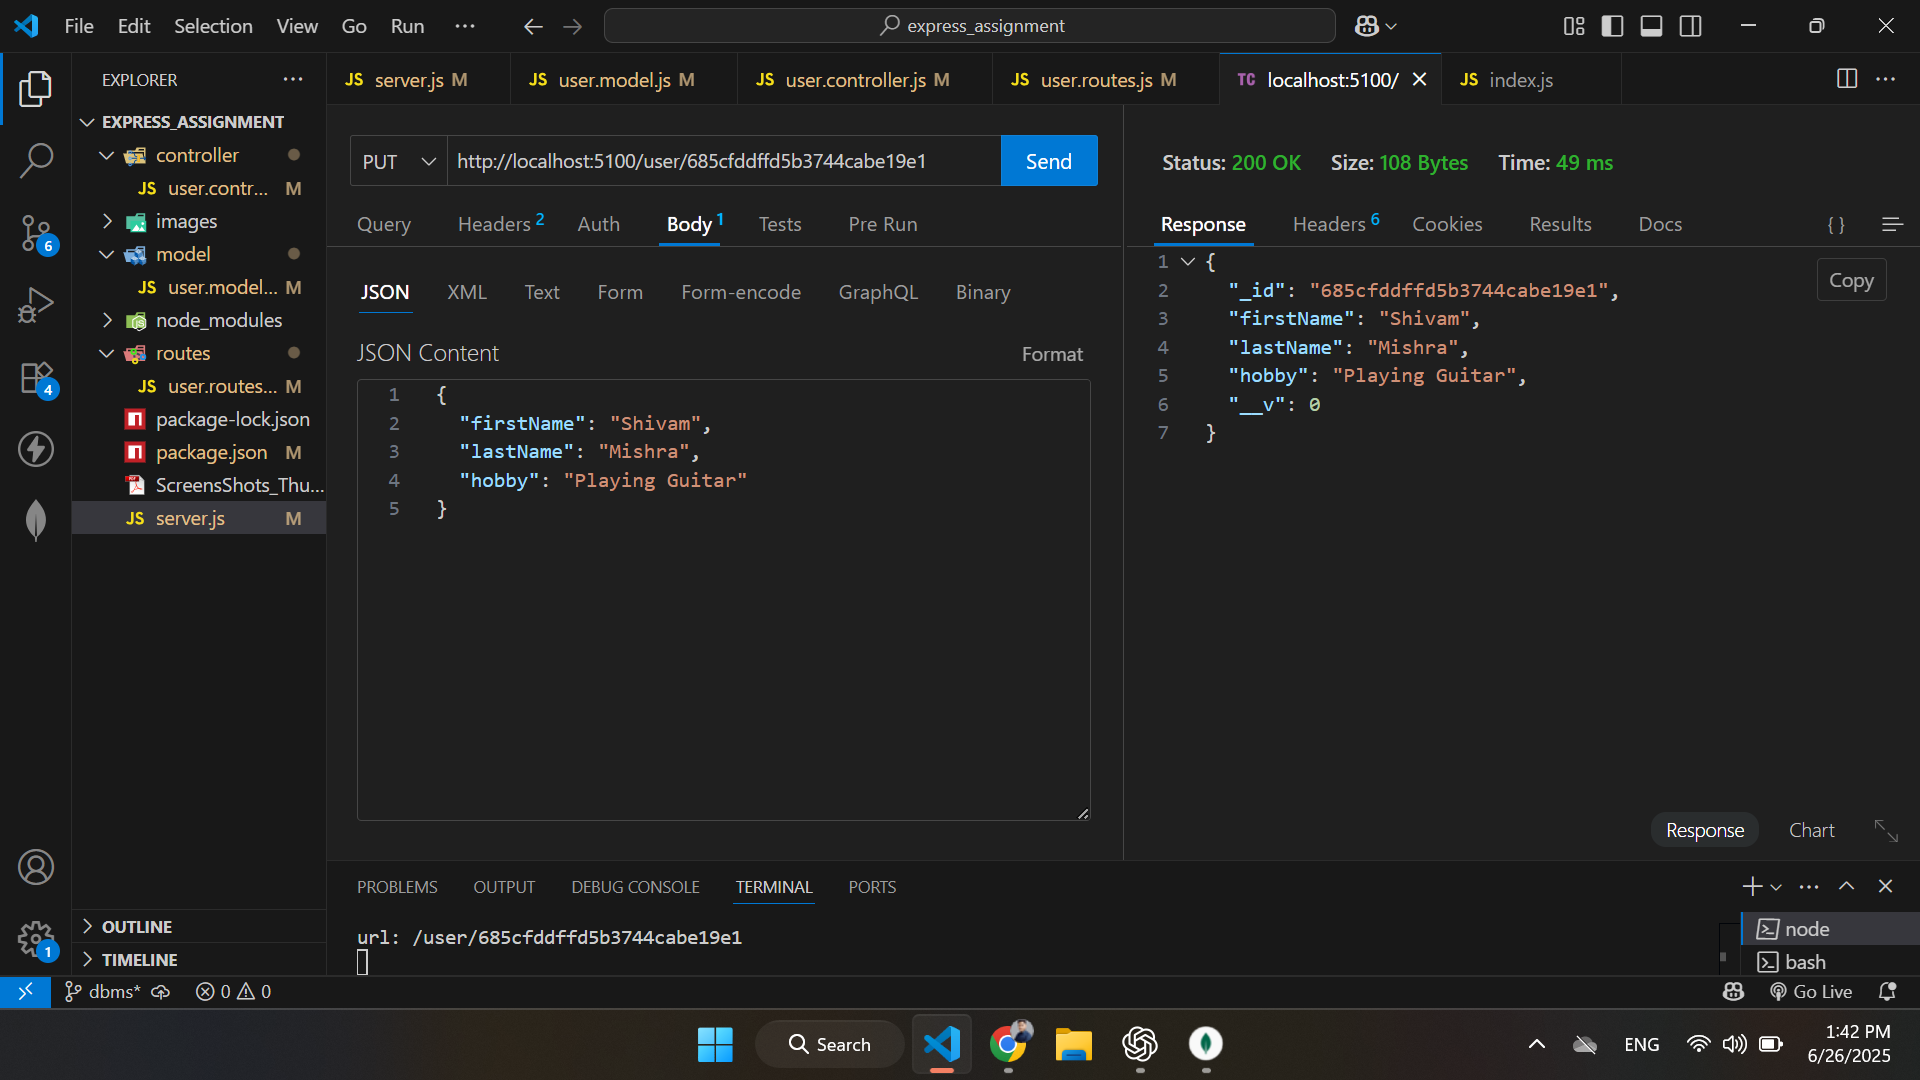 File Edit Selection View Go Run ···
express_assignment
EXPLORER ···
EXPRESS_ASSIGNMENT
controller
JS user.contr... M
images
model
JS user.model... M
node_modules
routes
JS user.routes... M
package-lock.json
package.json M
ScreensShots_Thu...
JS server.js M
OUTLINE
TIMELINE
6
4
1
JS server.js M
JS user.model.js M
JS user.controller.js M
JS user.routes.js M
TC localhost:5100/
JS index.js
PUT http://localhost:5100/user/685cfddffd5b3744cabe19e1 Send
Query Headers 2 Auth Body 1 Tests Pre Run
JSON XML Text Form Form-encode GraphQL Binary
JSON Content Format
1 {
2 "firstName": "Shivam",
3 "lastName": "Mishra",
4 "hobby": "Playing Guitar"
5 }
Status: 200 OK Size: 108 Bytes Time: 49 ms
Response Headers 6 Cookies Results Docs { }
Copy
1 {
2 "_id": "685cfddffd5b3744cabe19e1",
3 "firstName": "Shivam",
4 "lastName": "Mishra",
5 "hobby": "Playing Guitar",
6 "__v": 0
7 }
Response Chart
PROBLEMS OUTPUT DEBUG CONSOLE TERMINAL PORTS
url: /user/685cfddffd5b3744cabe19e1
node
bash
dbms* 0 0 Go Live
Search
ENG
1:42 PM
6/26/2025